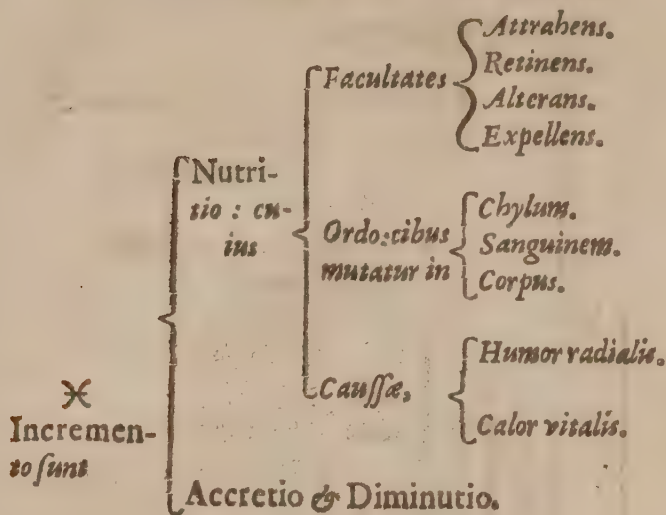 Attrahens.
Facultates
Retinens.
Alterans.
Expellens.
Nutri-
tio : cu-
ius
Ordo: cibus
mutatur in
Chylum.
Sanguinem.
Corpus.
Humor radialis.
Cauſſæ,
Calor vitalis.
♓
Incremen-
to ſunt
Accretio & Diminutio.